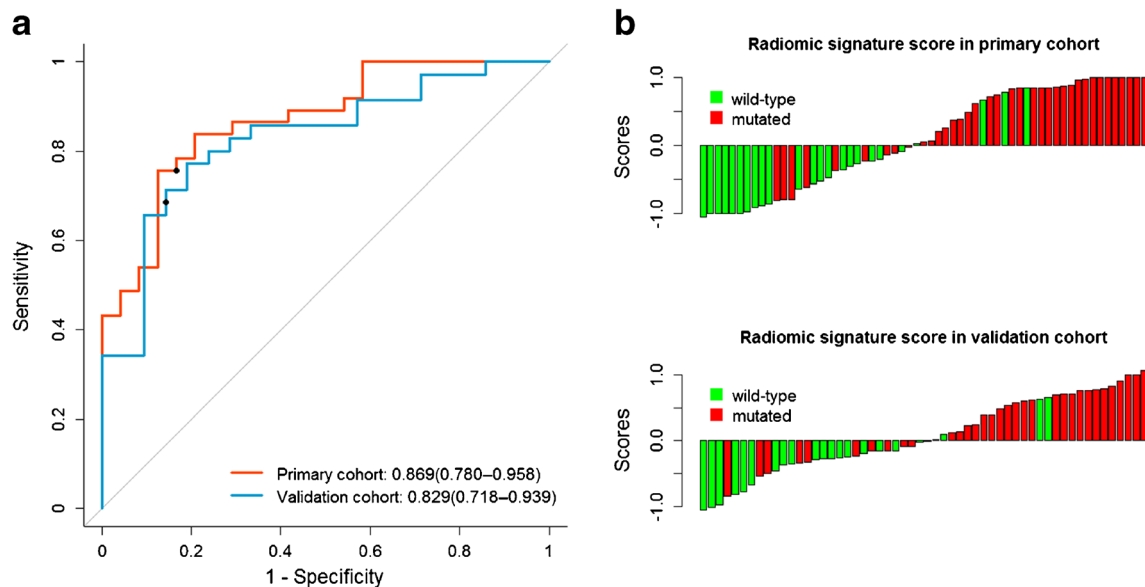 a
1
0.8
0.6
0.4
0.2
0
Sensitivity
0
0.2
0.4
0.6
0.8
1
1 - Specificity
Primary cohort: 0.869(0.780–0.958)
Validation cohort: 0.829(0.718–0.939)
b
Radiomic signature score in primary cohort
wild-type
mutated
Scores
1.0
0.0
-1.0
Radiomic signature score in validation cohort
wild-type
mutated
Scores
1.0
0.0
-1.0